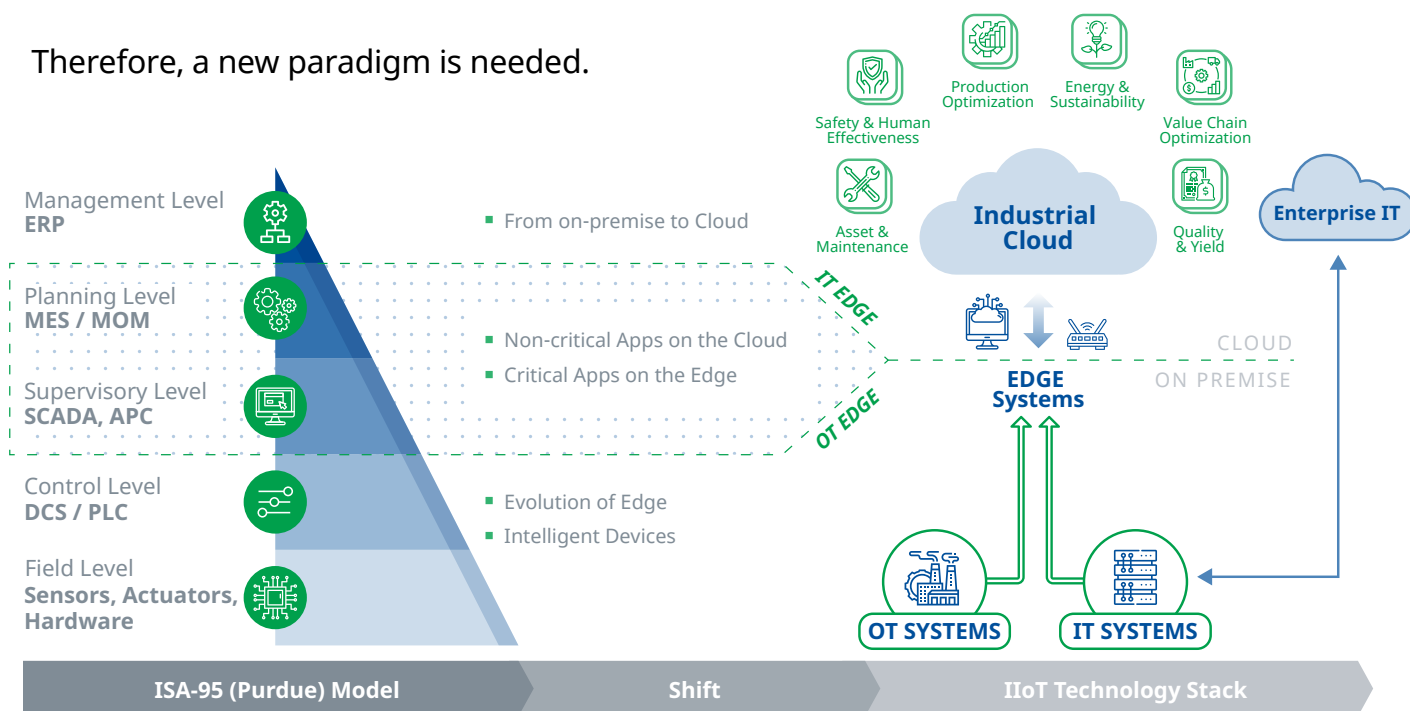 Therefore, a new paradigm is needed.
Management Level
ERP
Planning Level
MES / MOM
Supervisory Level
SCADA, APC
Control Level
DCS / PLC
Field Level
Sensors, Actuators,
Hardware
From on-premise to Cloud
Non-critical Apps on the Cloud
Critical Apps on the Edge
Evolution of Edge
Intelligent Devices
IT EDGE
OT EDGE
Asset &
Maintenance
Safety & Human
Effectiveness
Production
Optimization
Energy &
Sustainability
Value Chain
Optimization
Quality
& Yield
Industrial
Cloud
Enterprise IT
CLOUD
ON PREMISE
EDGE
Systems
OT SYSTEMS
IT SYSTEMS
ISA-95 (Purdue) Model
Shift
IIoT Technology Stack